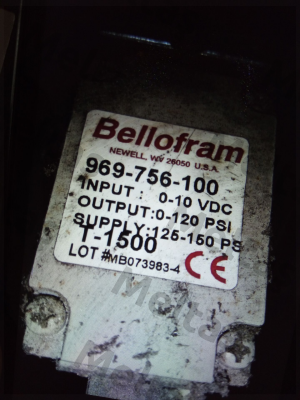 Bellofram
NEWELL, WV 26050 U.S.A.
969-756-100
INPUT: 0-10 VDC
OUTPUT:0-120 PSI
SUPPLY:125-150 PS
T-1500
LOT #MB073983-4 CE